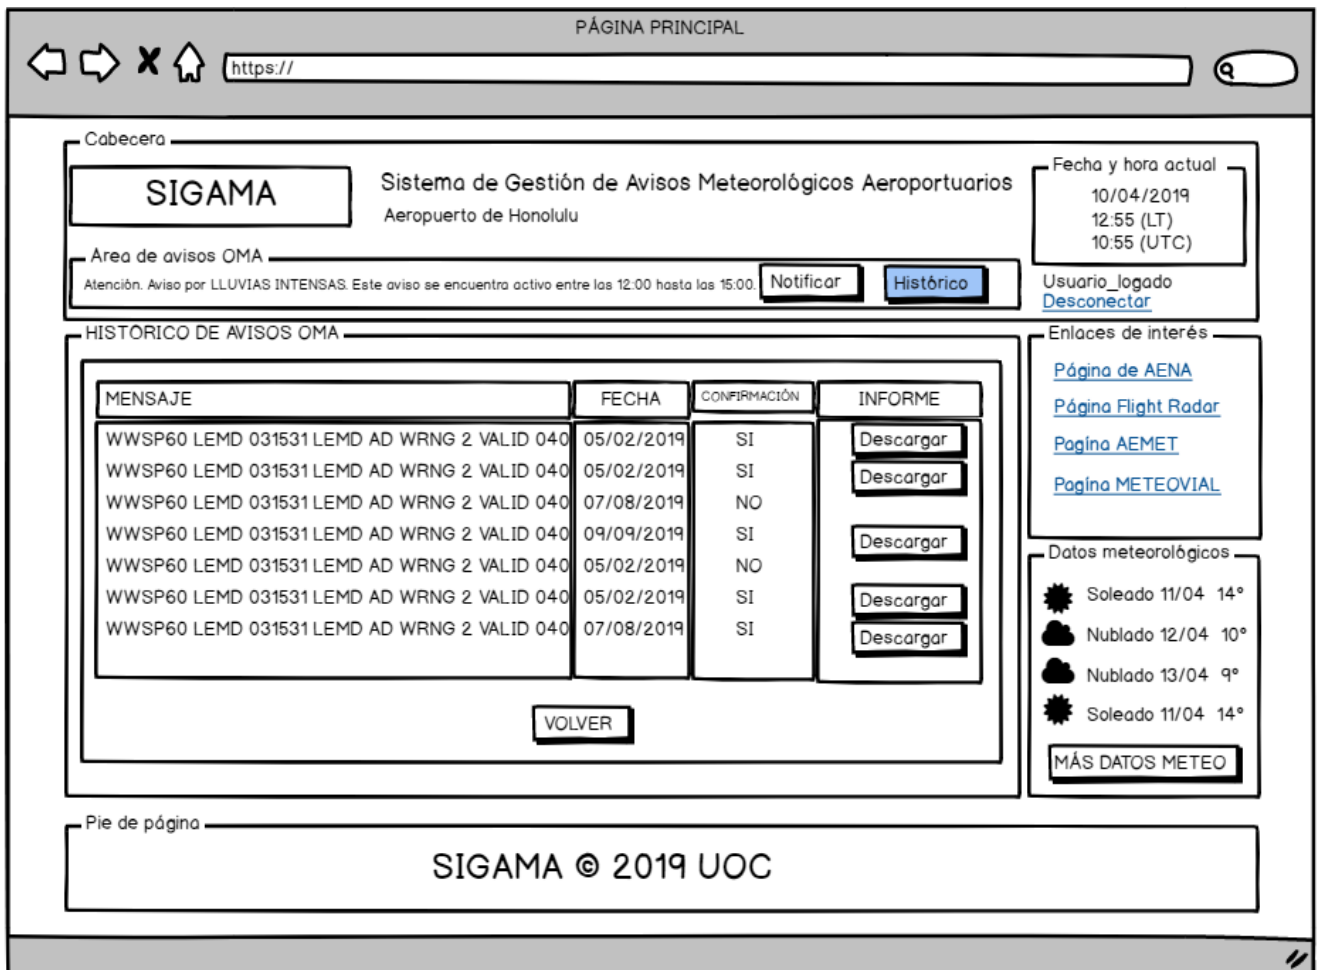 PÁGINA PRINCIPAL
https://
Cabecera
SIGAMA
Sistema de Gestión de Avisos Meteorológicos Aeroportuarios
Aeropuerto de Honolulu
Fecha y hora actual
10/04/2019
12:55 (LT)
10:55 (UTC)
Area de avisos OMA
Atención. Aviso por LLUVIAS INTENSAS. Este aviso se encuentra activo entre las 12:00 hasta las 15:00. Notificar Histórico
Usuario_logado
Desconectar
HISTÓRICO DE AVISOS OMA
MENSAJE FECHA CONFIRMACIÓN INFORME
WWSP60 LEMD 031531 LEMD AD WRNG 2 VALID 040 05/02/2019 SI Descargar
WWSP60 LEMD 031531 LEMD AD WRNG 2 VALID 040 05/02/2019 SI Descargar
WWSP60 LEMD 031531 LEMD AD WRNG 2 VALID 040 07/08/2019 NO
WWSP60 LEMD 031531 LEMD AD WRNG 2 VALID 040 09/09/2019 SI Descargar
WWSP60 LEMD 031531 LEMD AD WRNG 2 VALID 040 05/02/2019 NO
WWSP60 LEMD 031531 LEMD AD WRNG 2 VALID 040 05/02/2019 SI Descargar
WWSP60 LEMD 031531 LEMD AD WRNG 2 VALID 040 07/08/2019 SI Descargar
VOLVER
Enlaces de interés
Página de AENA
Página Flight Radar
Pagína AEMET
Pagína METEOVIAL
Datos meteorológicos
Soleado 11/04 14°
Nublado 12/04 10°
Nublado 13/04 9°
Soleado 11/04 14°
MÁS DATOS METEO
Pie de página
SIGAMA © 2019 UOC